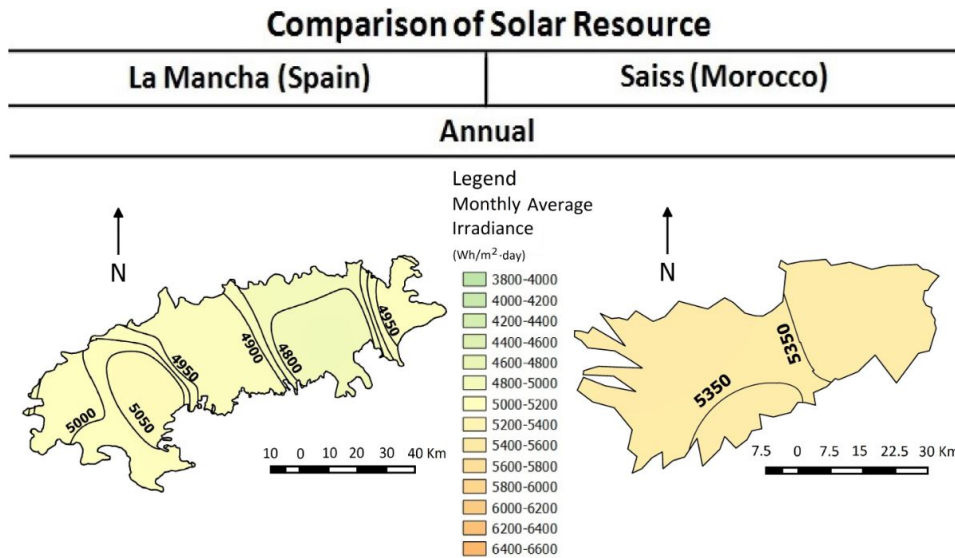 Comparison of Solar Resource
La Mancha (Spain)
Saiss (Morocco)
Annual
Legend
Monthly Average
Irradiance
(Wh/m²·day)
3800-4000
4000-4200
4200-4400
4400-4600
4600-4800
4800-5000
5000-5200
5200-5400
5400-5600
5600-5800
5800-6000
6000-6200
6200-6400
6400-6600
N
5000
5050
4950
4900
4800
4950
10 0 10 20 30 40 Km
N
5350
5350
7.5 0 7.5 15 22.5 30 Km